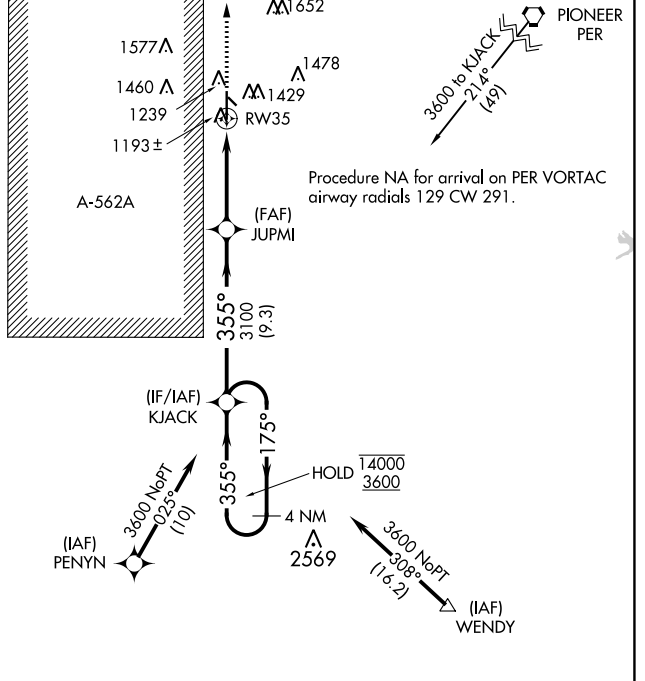 1652
PIONEER
PER
3600 to KJACK
214°
(49)
1577
1478
1460
1429
1239
RW35
1193±
Procedure NA for arrival on PER VORTAC
airway radials 129 CW 291.
A-562A
(FAF)
JUPMI
355°
3100
(9.3)
(IF/IAF)
KJACK
175°
355°
HOLD 14000
3600
4 NM
2569
3600 NoPT
025°
(10)
(IAF)
PENYN
3600 NoPT
308°
(16.2)
(IAF)
WENDY